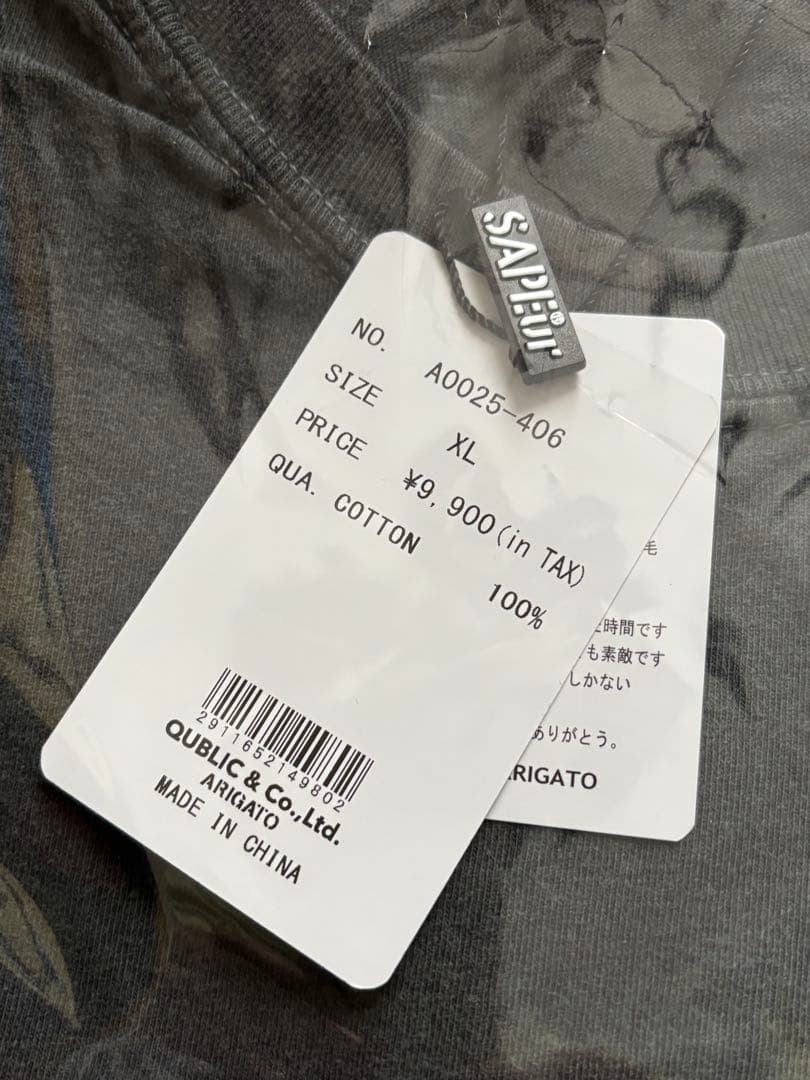 SAPEur
NO. A0025-406
SIZE XL
PRICE ¥9,900(in TAX)
QUA. COTTON 100%
2911652149802
QUBLIC & Co.,Ltd.
ARIGATO
MADE IN CHINA
毛
時間です
も素敵です
しかない
ありがとう。
ARIGATO